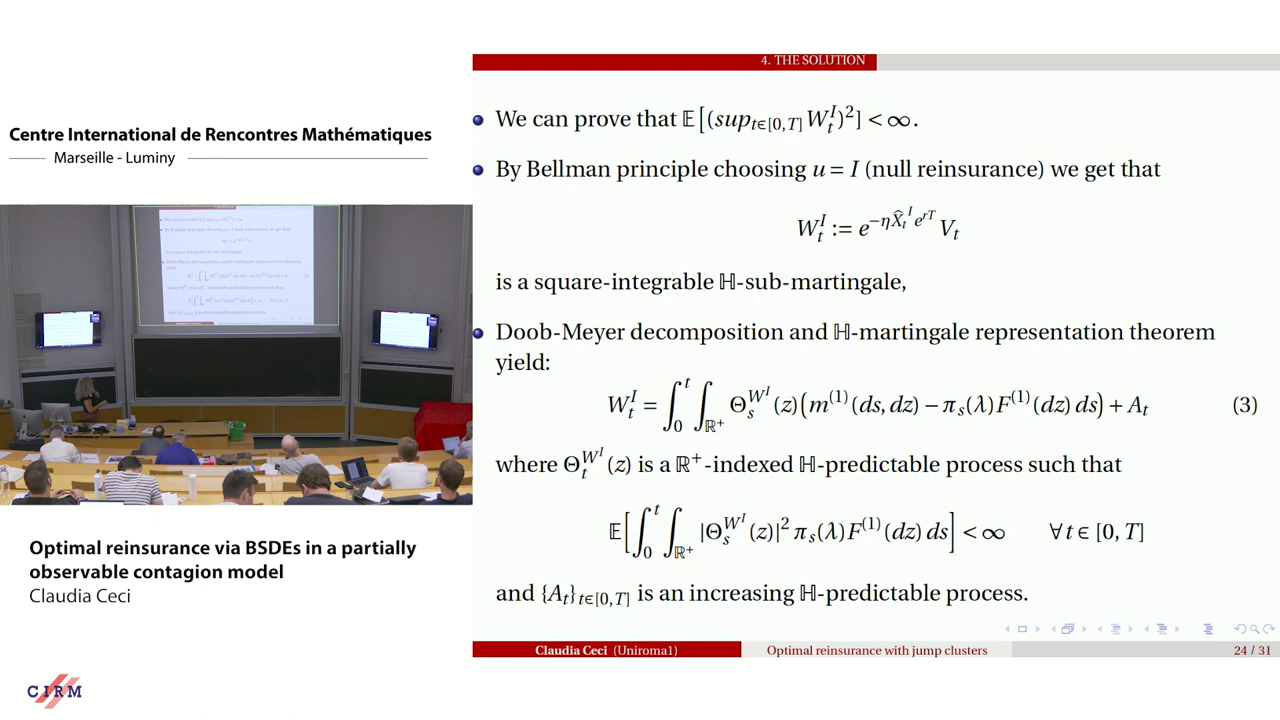 Centre International de Rencontres Mathématiques
Marseille - Luminy
Optimal reinsurance via BSDEs in a partially
observable contagion model
Claudia Ceci
CIRM
4. THE SOLUTION
We can prove that 𝔼[(sup_{t∈[0,T]} W_t^I)^2] < ∞.
By Bellman principle choosing u = I (null reinsurance) we get that
W_t^I := e^{-η X̂_t^I e^{rT}} V_t
is a square-integrable ℍ-sub-martingale,
Doob-Meyer decomposition and ℍ-martingale representation theorem
yield:
W_t^I = ∫_0^t ∫_{ℝ^+} Θ_s^{W^I}(z)(m^{(1)}(ds, dz) − π_s(λ)F^{(1)}(dz) ds) + A_t (3)
where Θ_t^{W^I}(z) is a ℝ^+-indexed ℍ-predictable process such that
𝔼[∫_0^t ∫_{ℝ^+} |Θ_s^{W^I}(z)|^2 π_s(λ)F^{(1)}(dz) ds] < ∞ ∀t ∈ [0, T]
and {A_t}_{t∈[0,T]} is an increasing ℍ-predictable process.
Claudia Ceci (Uniroma1) Optimal reinsurance with jump clusters 24 / 31